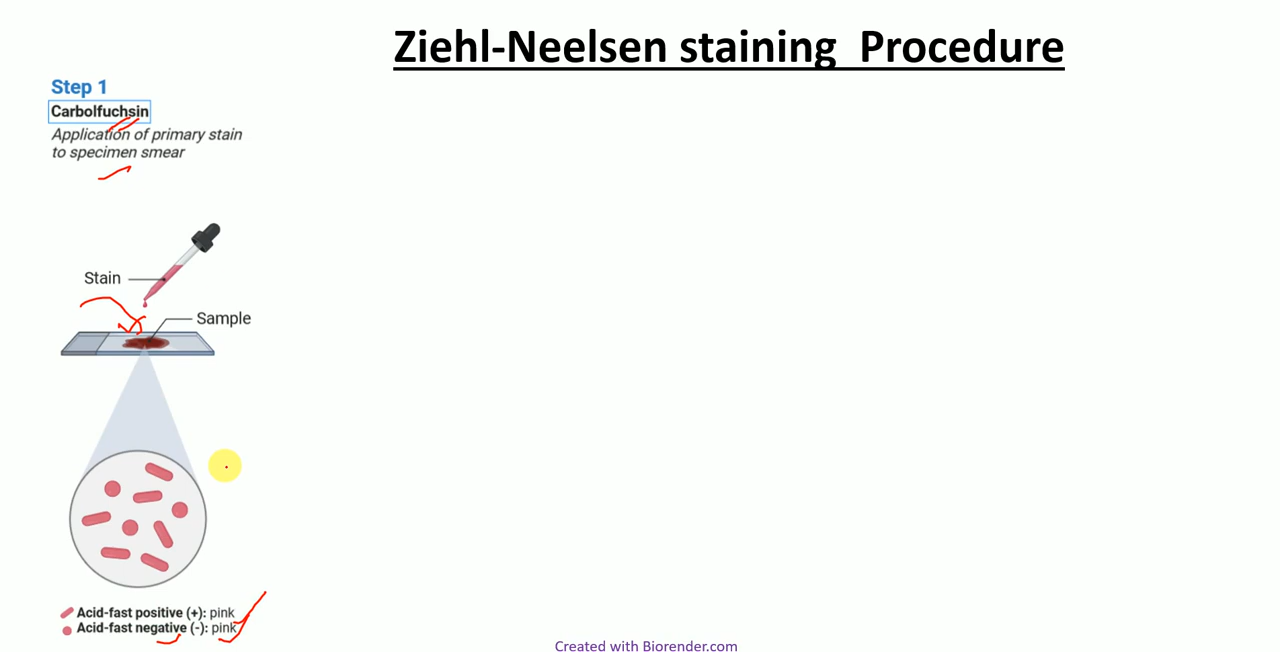 Ziehl-Neelsen staining  Procedure
Step 1
Carbolfuchsin
Application of primary stain
to specimen smear
Stain
Sample
Acid-fast positive (+): pink
Acid-fast negative (-): pink
Created with Biorender.com